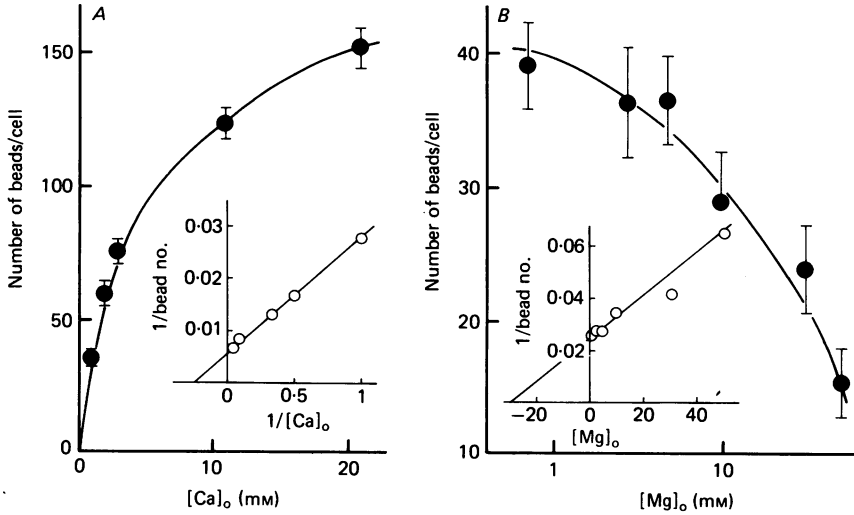 A
150
100
50
0
Number of beads/cell
0
10
20
[Ca]ₒ (mM)
0·03
0·02
0·01
1/bead no.
0
0·5
1
1/[Ca]ₒ
B
40
30
20
10
Number of beads/cell
1
10
[Mg]ₒ (mM)
0·06
0·04
0·02
1/bead no.
−20
0
20
40
[Mg]ₒ